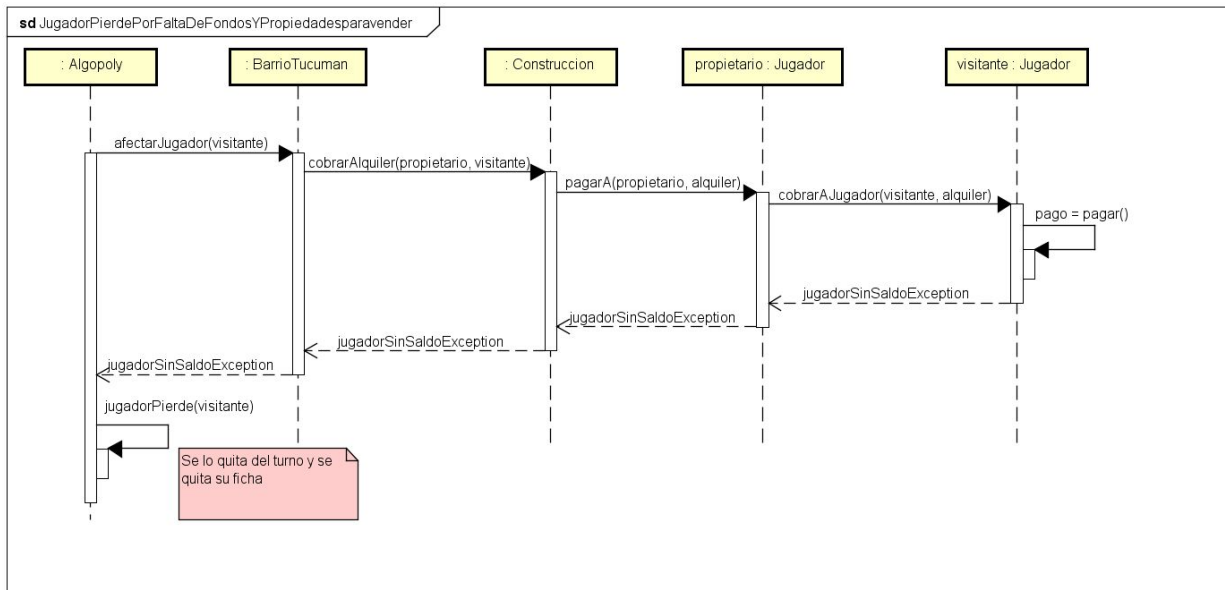 sd JugadorPierdePorFaltaDeFondosYPropiedadesparavender
: Algopoly
: BarrioTucuman
: Construccion
propietario : Jugador
visitante : Jugador
afectarJugador(visitante)
cobrarAlquiler(propietario, visitante)
pagarA(propietario, alquiler)
cobrarAJugador(visitante, alquiler)
pago = pagar()
jugadorSinSaldoException
jugadorSinSaldoException
jugadorSinSaldoException
jugadorSinSaldoException
jugadorPierde(visitante)
Se lo quita del turno y se
quita su ficha